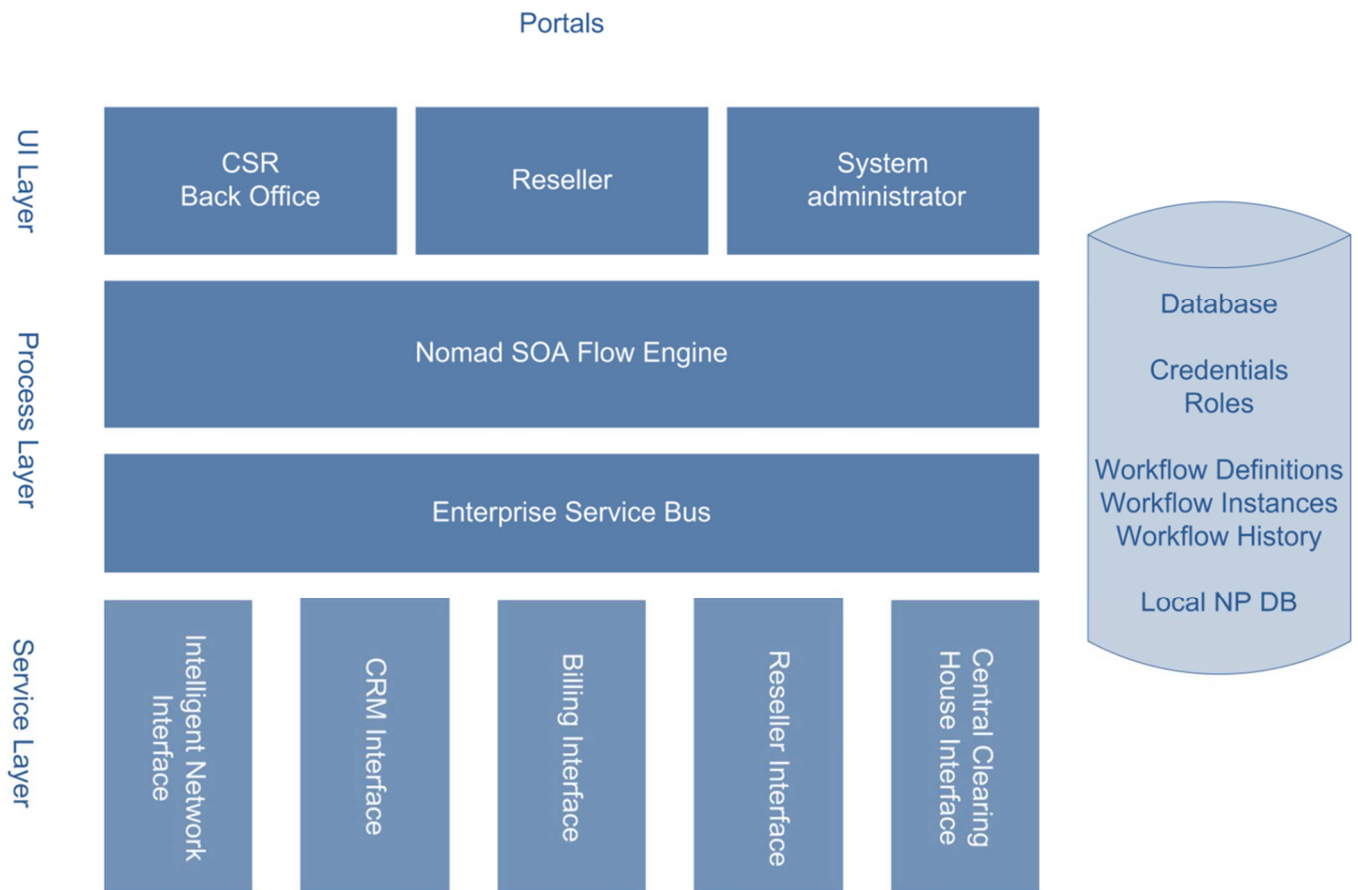 Portals
UI Layer
CSR
Back Office
Reseller
System
administrator
Process Layer
Nomad SOA Flow Engine
Enterprise Service Bus
Service Layer
Intelligent Network
Interface
CRM Interface
Billing Interface
Reseller Interface
Central Clearing
House Interface
Database
Credentials
Roles
Workflow Definitions
Workflow Instances
Workflow History
Local NP DB